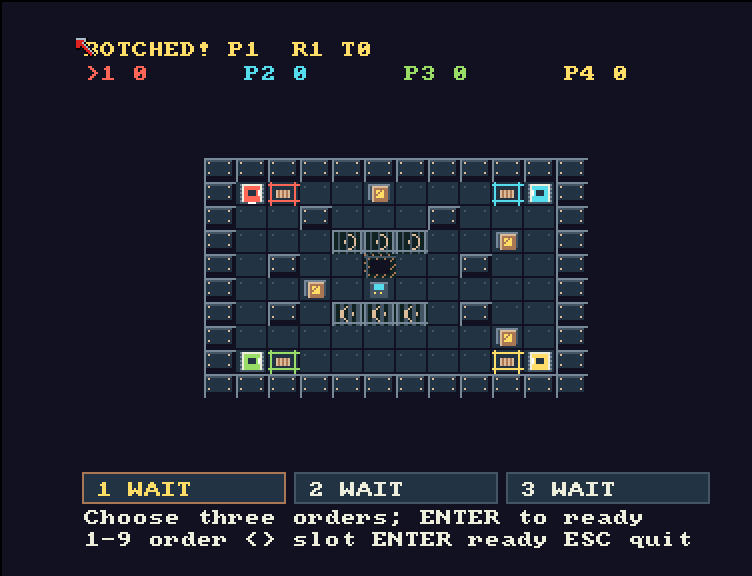 BOTCHED! P1 R1 T0
>1 0 P2 0 P3 0 P4 0
1 WAIT 2 WAIT 3 WAIT
Choose three orders; ENTER to ready
1-9 order <> slot ENTER ready ESC quit